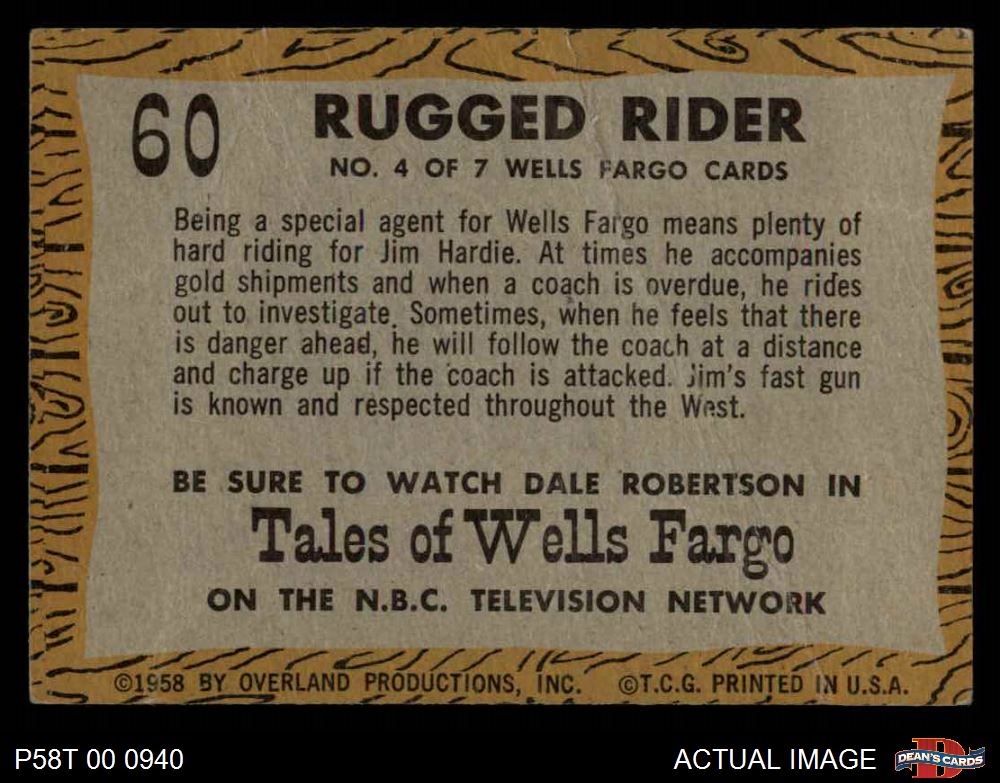 60
RUGGED RIDER
NO. 4 OF 7 WELLS FARGO CARDS
Being a special agent for Wells Fargo means plenty of
hard riding for Jim Hardie. At times he accompanies
gold shipments and when a coach is overdue, he rides
out to investigate. Sometimes, when he feels that there
is danger ahead, he will follow the coach at a distance
and charge up if the coach is attacked. Jim's fast gun
is known and respected throughout the West.
BE SURE TO WATCH DALE ROBERTSON IN
Tales of Wells Fargo
ON THE N.B.C. TELEVISION NETWORK
©1958 BY OVERLAND PRODUCTIONS, INC. ©T.C.G. PRINTED IN U.S.A.
P58T 00 0940
ACTUAL IMAGE
D
DEAN'S CARDS